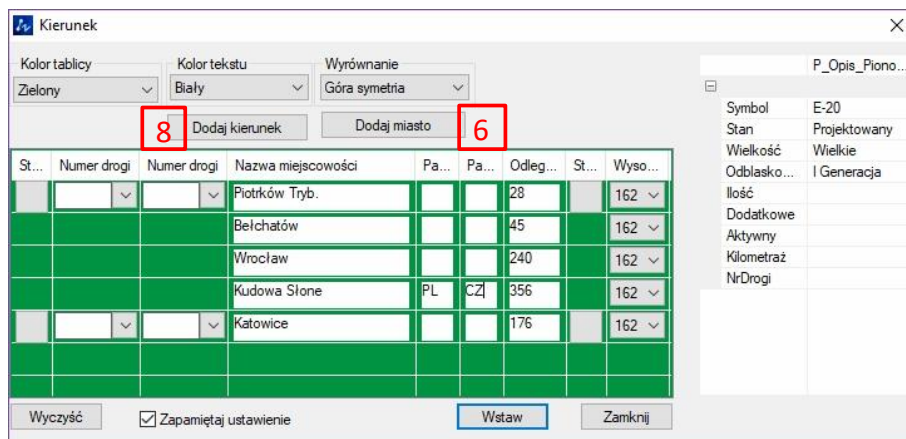 Kierunek
Kolor tablicy Kolor tekstu Wyrównanie
Zielony Biały Góra symetria
8 Dodaj kierunek Dodaj miasto 6
St... Numer drogi Numer drogi Nazwa miejscowości Pa... Pa... Odleg... St... Wyso...
Piotrków Tryb. 28 162
Bełchatów 45 162
Wrocław 240 162
Kudowa Słone PL CZ 356 162
Katowice 176 162
Wyczyść Zapamiętaj ustawienie Wstaw Zamknij
P_Opis_Piono...
Symbol E-20
Stan Projektowany
Wielkość Wielkie
Odblasko... I Generacja
Ilość
Dodatkowe
Aktywny
Kilometraż
NrDrogi